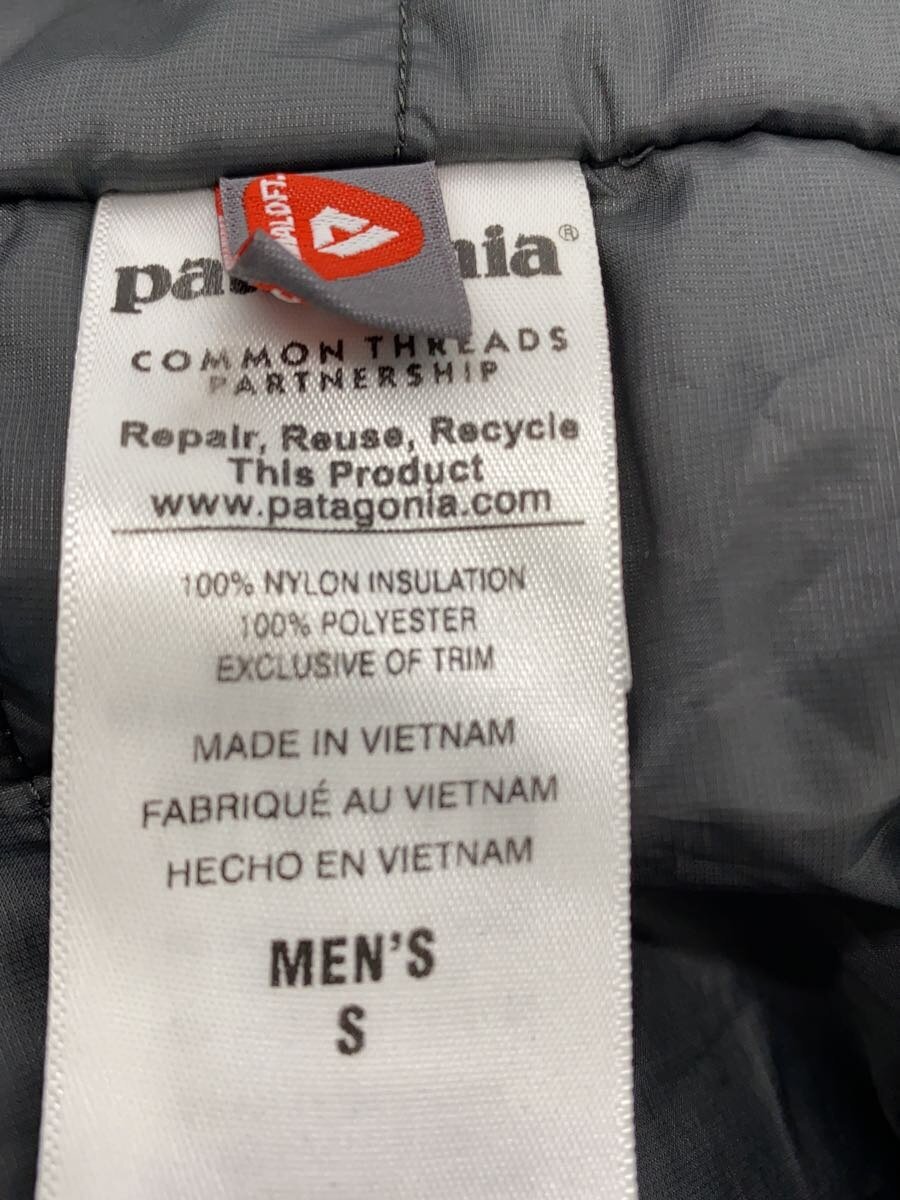 patagonia®
COMMON THREADS
PARTNERSHIP
Repair, Reuse, Recycle
This Product
www.patagonia.com
100% NYLON INSULATION
100% POLYESTER
EXCLUSIVE OF TRIM
MADE IN VIETNAM
FABRIQUÉ AU VIETNAM
HECHO EN VIETNAM
MEN'S
S